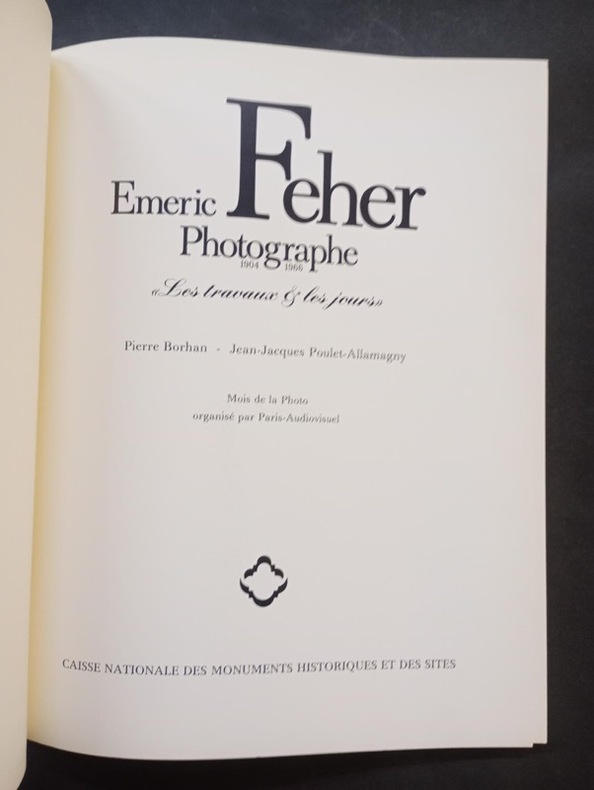 Emeric Feher
Photographe
1904 1966
«Les travaux & les jours»
Pierre Borhan - Jean-Jacques Poulet-Allamagny
Mois de la Photo
organisé par Paris-Audiovisuel
CAISSE NATIONALE DES MONUMENTS HISTORIQUES ET DES SITES